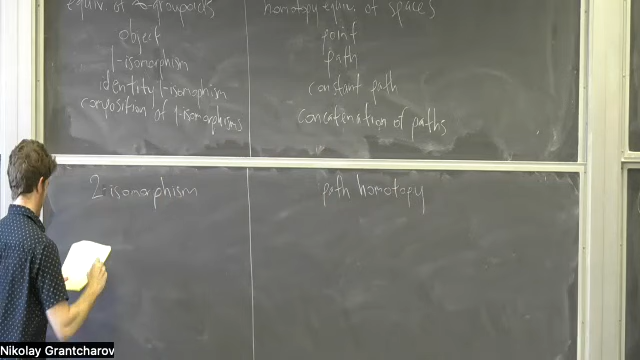 equiv. of ∞-groupoids homotopy equiv. of spaces
object point
1-isomorphism path
identity 1-isomorphism constant path
composition of 1-isomorphisms concatenation of paths
2-isomorphism path homotopy
Nikolay Grantcharov